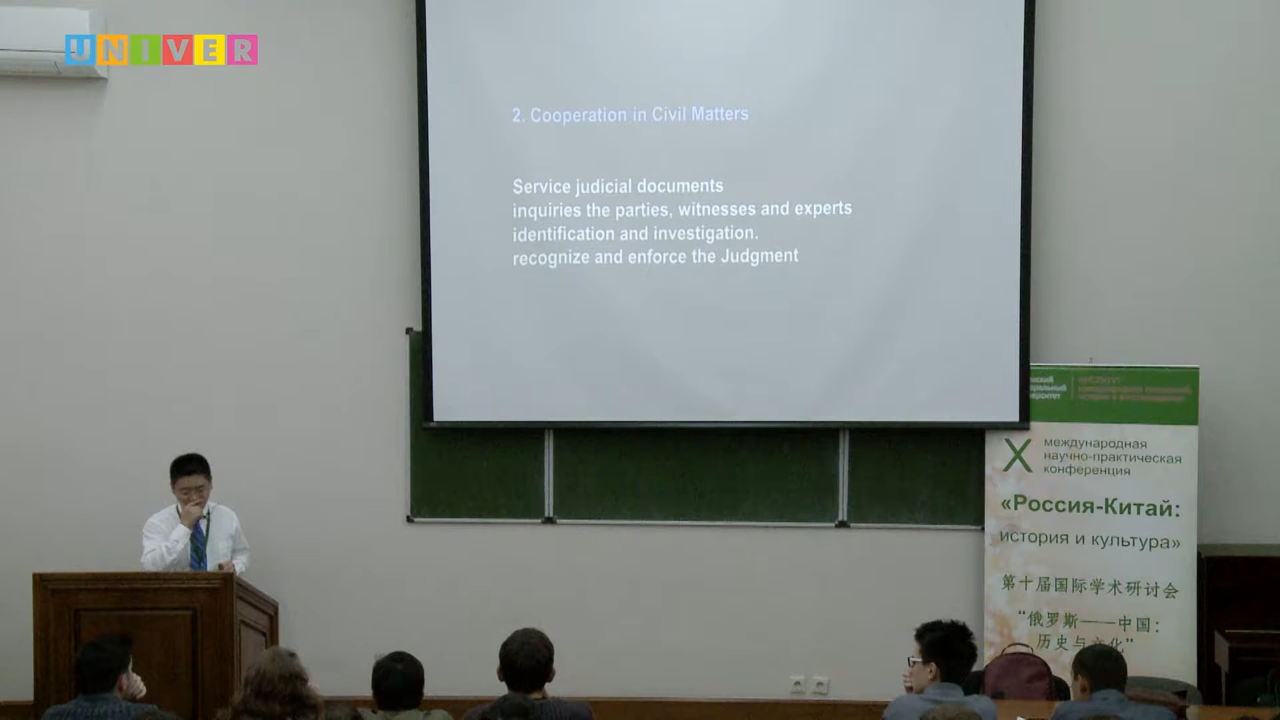 UNIVER
2. Cooperation in Civil Matters
Service judicial documents
inquiries the parties, witnesses and experts
identification and investigation.
recognize and enforce the Judgment
X
международная
научно-практическая
конференция
«Россия-Китай:
история и культура»
第十届国际学术研讨会
“俄罗斯——中国：
历史与文化”